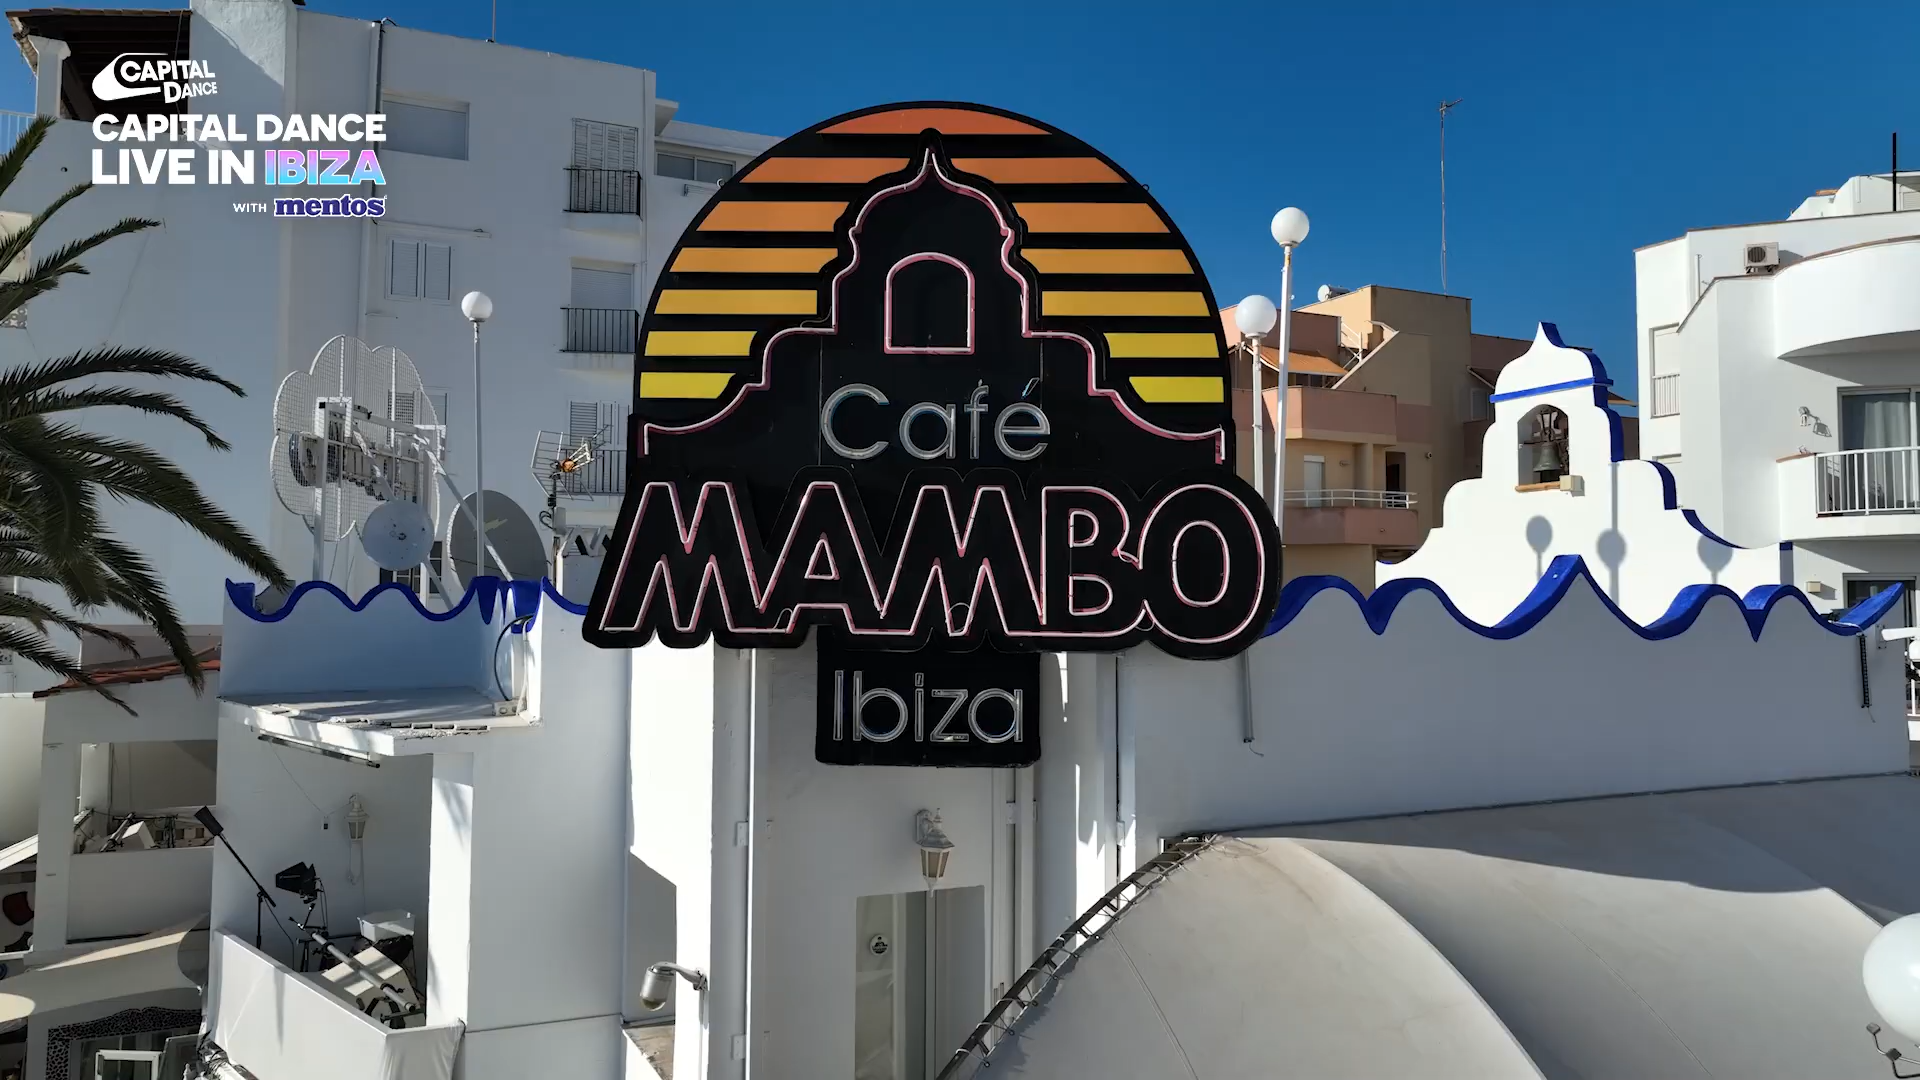 CAPITAL
DANCE
CAPITAL DANCE
LIVE IN IBIZA
WITH mentos
Café
MAMBO
Ibiza